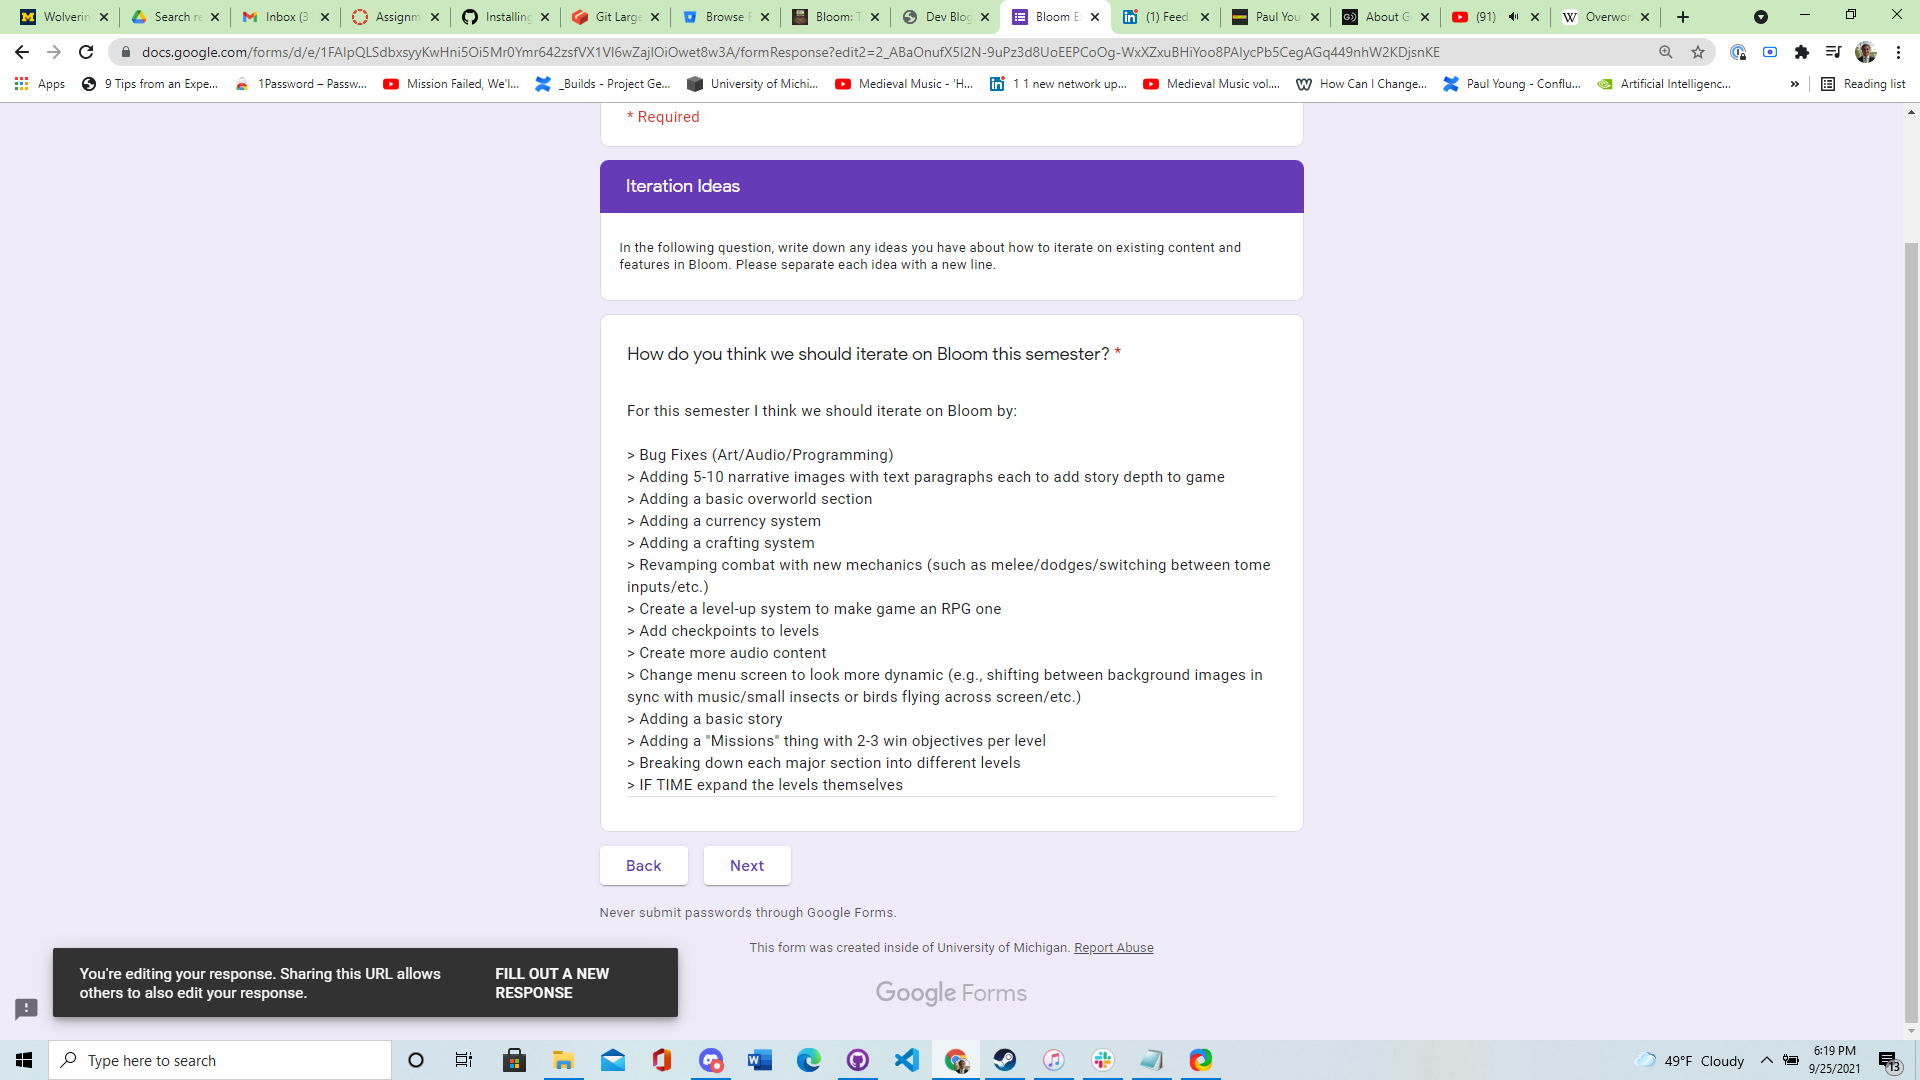 Wolverin
Search re
Inbox (3
Assignm
Installing
Git Large
Browse F
Bloom: T
Dev Blog
Bloom E
(1) Feed
Paul You
About G
(91)
Overwor
docs.google.com/forms/d/e/1FAIpQLSdbxsyyKwHni5Oi5Mr0Ymr642zsfVX1VI6wZajIOiOwet8w3A/formResponse?edit2=2_ABaOnufX5I2N-9uPz3d8UoEEPCoOg-WxXZxuBHiYoo8PAIycPb5CegAGq449nhW2KDjsnKE
Apps
9 Tips from an Expe...
1Password – Passw...
Mission Failed, We'l...
_Builds - Project Ge...
University of Michi...
Medieval Music - 'H...
1 1 new network up...
Medieval Music vol....
How Can I Change...
Paul Young - Conflu...
Artificial Intelligenc...
»
Reading list
* Required
Iteration Ideas
In the following question, write down any ideas you have about how to iterate on existing content and
features in Bloom. Please separate each idea with a new line.
How do you think we should iterate on Bloom this semester? *
For this semester I think we should iterate on Bloom by:
> Bug Fixes (Art/Audio/Programming)
> Adding 5-10 narrative images with text paragraphs each to add story depth to game
> Adding a basic overworld section
> Adding a currency system
> Adding a crafting system
> Revamping combat with new mechanics (such as melee/dodges/switching between tome
inputs/etc.)
> Create a level-up system to make game an RPG one
> Add checkpoints to levels
> Create more audio content
> Change menu screen to look more dynamic (e.g., shifting between background images in
sync with music/small insects or birds flying across screen/etc.)
> Adding a basic story
> Adding a "Missions" thing with 2-3 win objectives per level
> Breaking down each major section into different levels
> IF TIME expand the levels themselves
Back
Next
Never submit passwords through Google Forms.
This form was created inside of University of Michigan. Report Abuse
Google Forms
You're editing your response. Sharing this URL allows
others to also edit your response.
FILL OUT A NEW
RESPONSE
Type here to search
49°F Cloudy
6:19 PM
9/25/2021
13